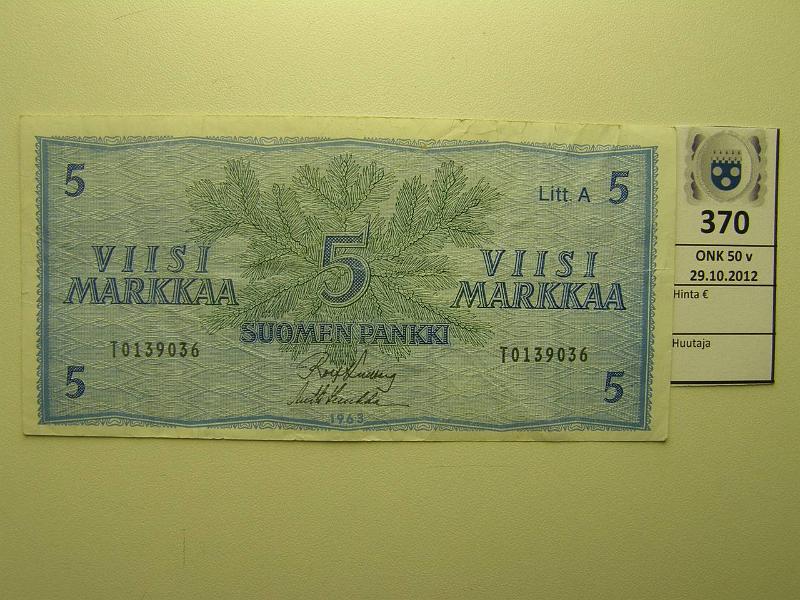 5
Litt. A 5
5
VIISI
MARKKAA
VIISI
MARKKAA
SUOMEN PANKKI
T0139036
T0139036
5
5
1963
370
ONK 50 v
29.10.2012
Hinta €
Huutaja